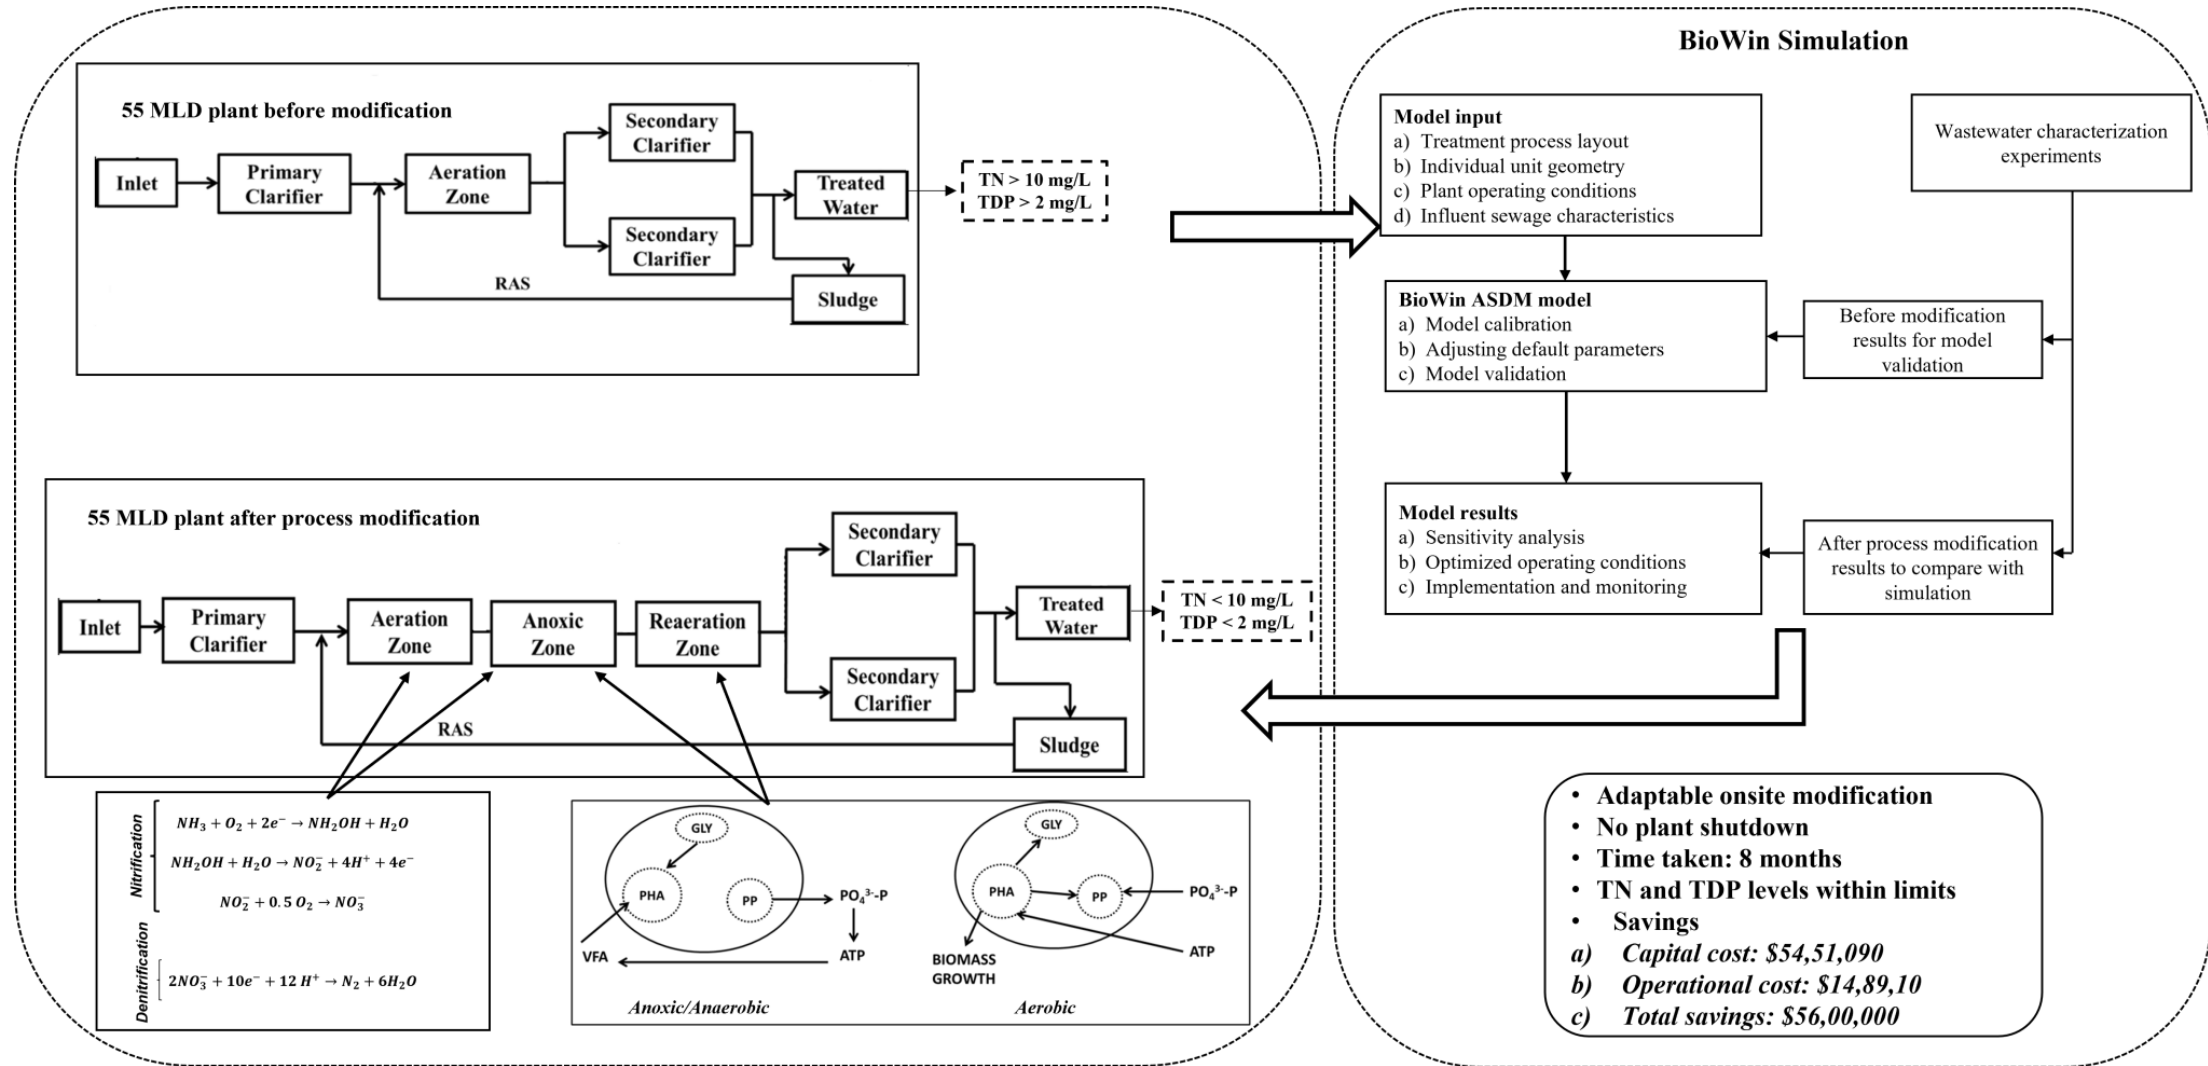 55 MLD plant before modification
Inlet
Primary
Clarifier
Aeration
Zone
Secondary
Clarifier
Secondary
Clarifier
Treated
Water
Sludge
RAS
TN > 10 mg/L
TDP > 2 mg/L
55 MLD plant after process modification
Inlet
Primary
Clarifier
Aeration
Zone
Anoxic
Zone
Reaeration
Zone
Secondary
Clarifier
Secondary
Clarifier
Treated
Water
Sludge
RAS
TN < 10 mg/L
TDP < 2 mg/L
Nitrification
NH₃ + O₂ + 2e⁻ → NH₂OH + H₂O
NH₂OH + H₂O → NO₂⁻ + 4H⁺ + 4e⁻
NO₂⁻ + 0.5 O₂ → NO₃⁻
Denitrification
2NO₃⁻ + 10e⁻ + 12 H⁺ → N₂ + 6H₂O
GLY
PHA
PP
PO₄³⁻-P
VFA
ATP
Anoxic/Anaerobic
GLY
PHA
PP
PO₄³⁻-P
ATP
BIOMASS
GROWTH
Aerobic
BioWin Simulation
Model input
a) Treatment process layout
b) Individual unit geometry
c) Plant operating conditions
d) Influent sewage characteristics
Wastewater characterization
experiments
BioWin ASDM model
a) Model calibration
b) Adjusting default parameters
c) Model validation
Before modification
results for model
validation
Model results
a) Sensitivity analysis
b) Optimized operating conditions
c) Implementation and monitoring
After process modification
results to compare with
simulation
• Adaptable onsite modification
• No plant shutdown
• Time taken: 8 months
• TN and TDP levels within limits
• Savings
a) Capital cost: $54,51,090
b) Operational cost: $14,89,10
c) Total savings: $56,00,000